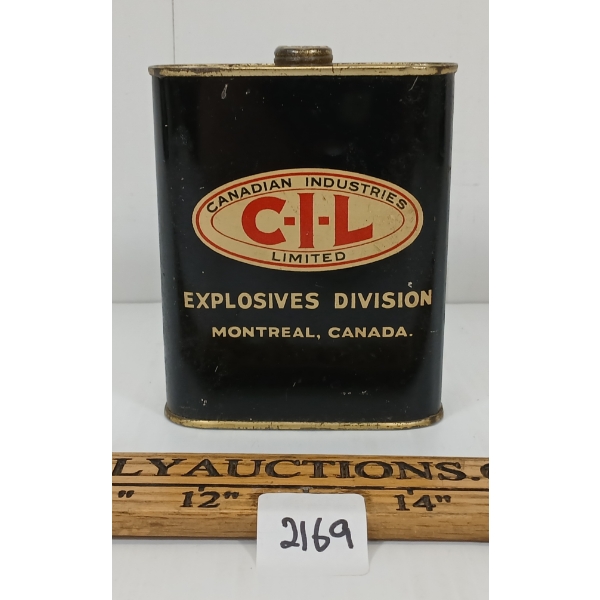 CANADIAN INDUSTRIES
C-I-L
LIMITED
EXPLOSIVES DIVISION
MONTREAL, CANADA.
LYAUCTIONS.C
" 12" 14"
2169